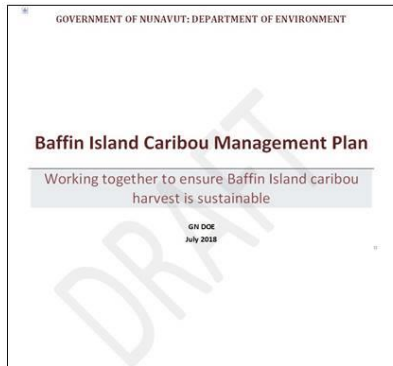 GOVERNMENT OF NUNAVUT: DEPARTMENT OF ENVIRONMENT
Baffin Island Caribou Management Plan
Working together to ensure Baffin Island caribou
harvest is sustainable
GN DOE
July 2018
DRAFT